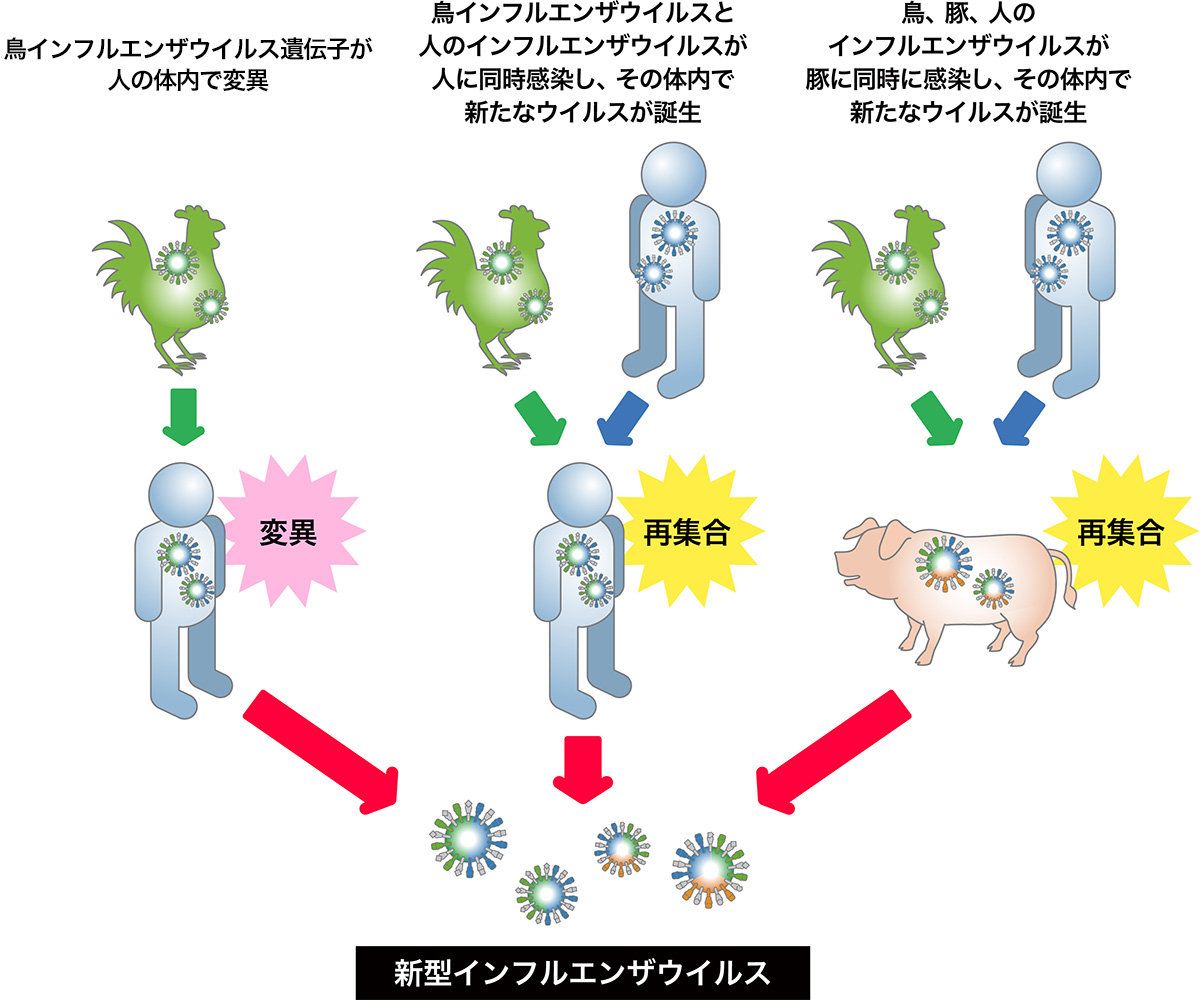 鳥インフルエンザウイルス遺伝子が
人の体内で変異
鳥インフルエンザウイルスと
人のインフルエンザウイルスが
人に同時感染し、その体内で
新たなウイルスが誕生
鳥、豚、人の
インフルエンザウイルスが
豚に同時に感染し、その体内で
新たなウイルスが誕生
変異
再集合
再集合
新型インフルエンザウイルス